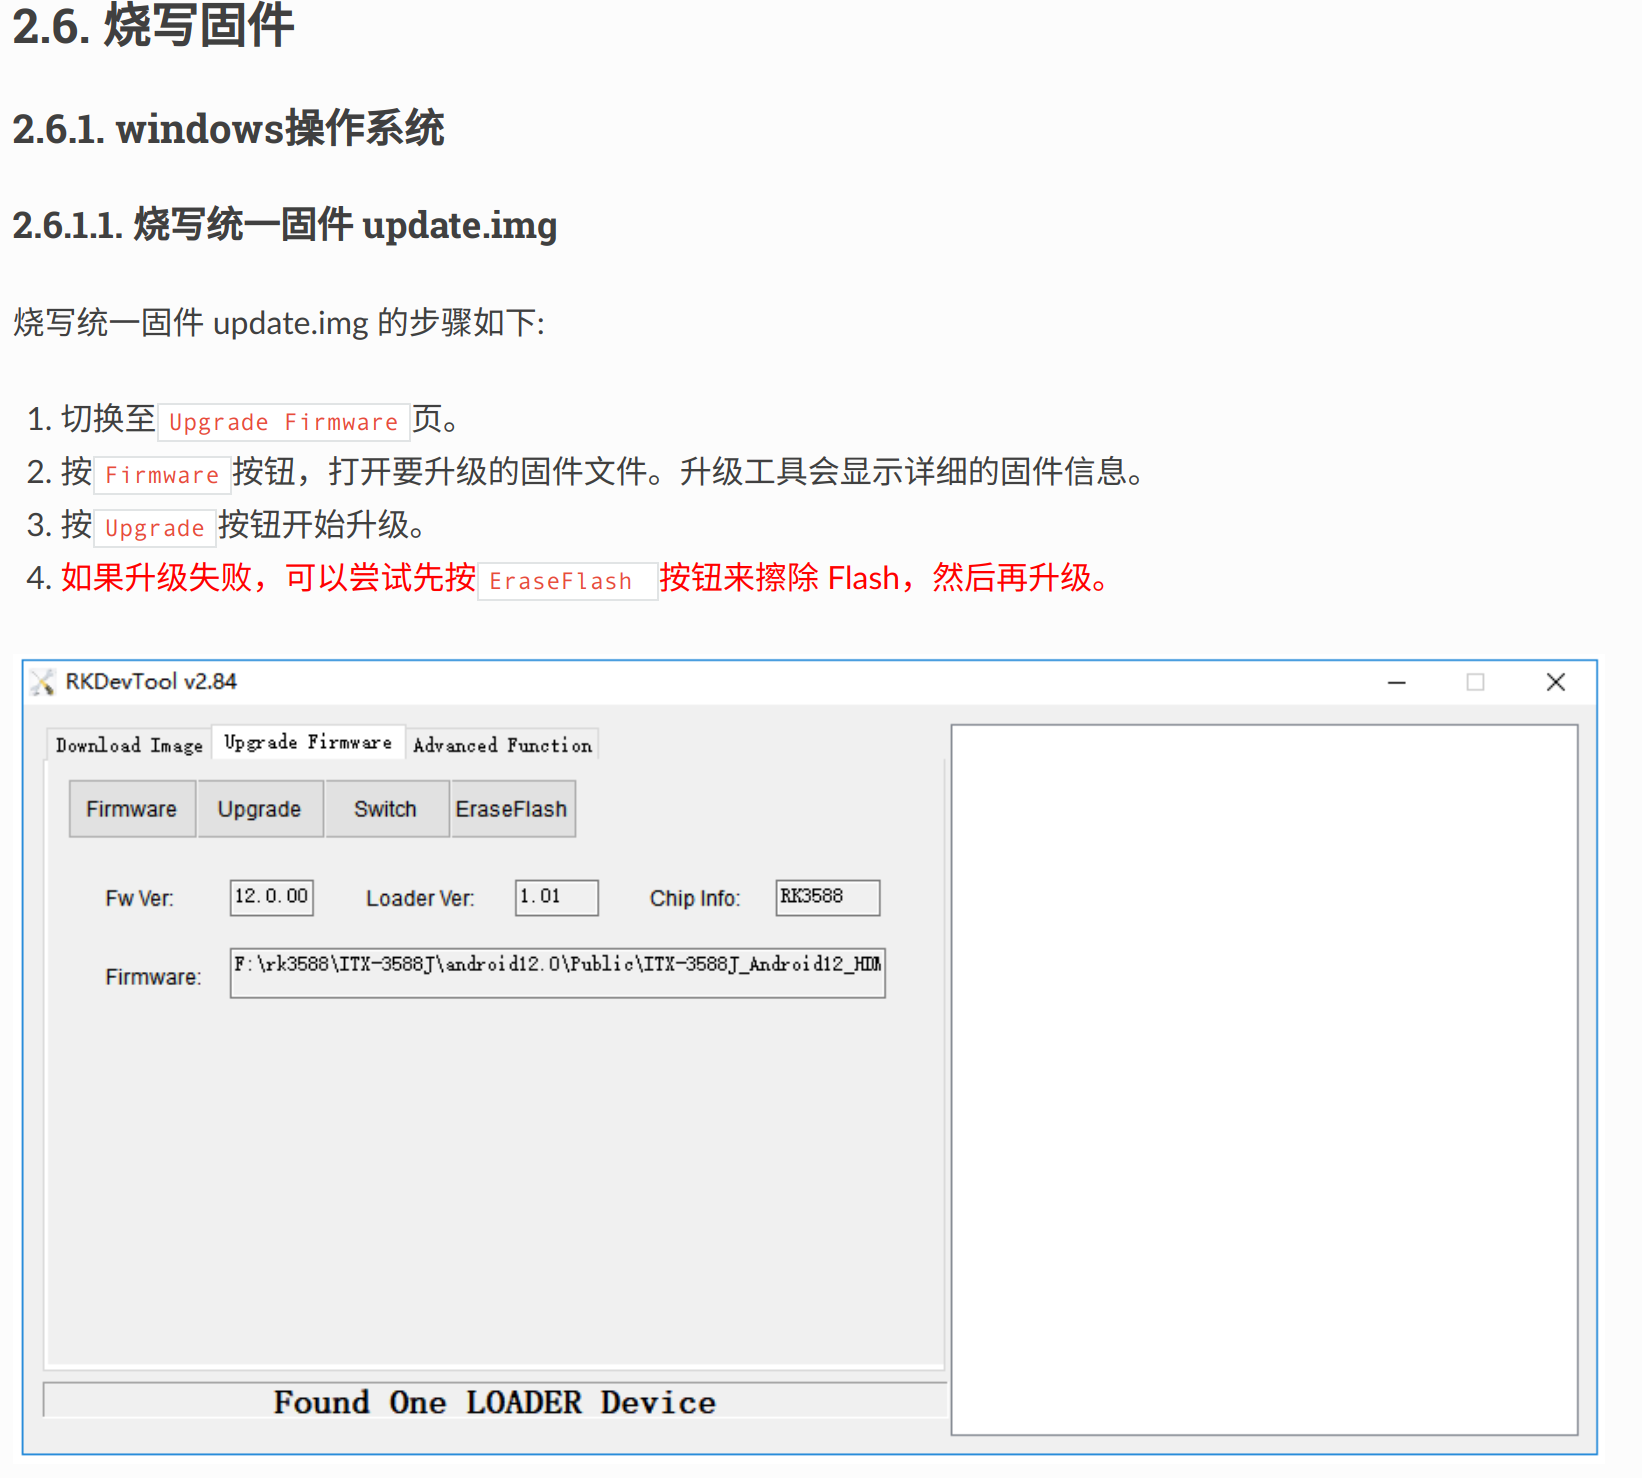 2.6. 烧写固件
2.6.1. windows操作系统
2.6.1.1. 烧写统一固件 update.img
烧写统一固件 update.img 的步骤如下:
1. 切换至 Upgrade Firmware 页。
2. 按 Firmware 按钮，打开要升级的固件文件。升级工具会显示详细的固件信息。
3. 按 Upgrade 按钮开始升级。
4. 如果升级失败，可以尝试先按 EraseFlash 按钮来擦除 Flash，然后再升级。
RKDevTool v2.84
Download Image Upgrade Firmware Advanced Function
Firmware Upgrade Switch EraseFlash
Fw Ver: 12.0.00 Loader Ver: 1.01 Chip Info: RK3588
Firmware: F:\rk3588\ITX-3588J\android12.0\Public\ITX-3588J_Android12_HDM
Found One LOADER Device